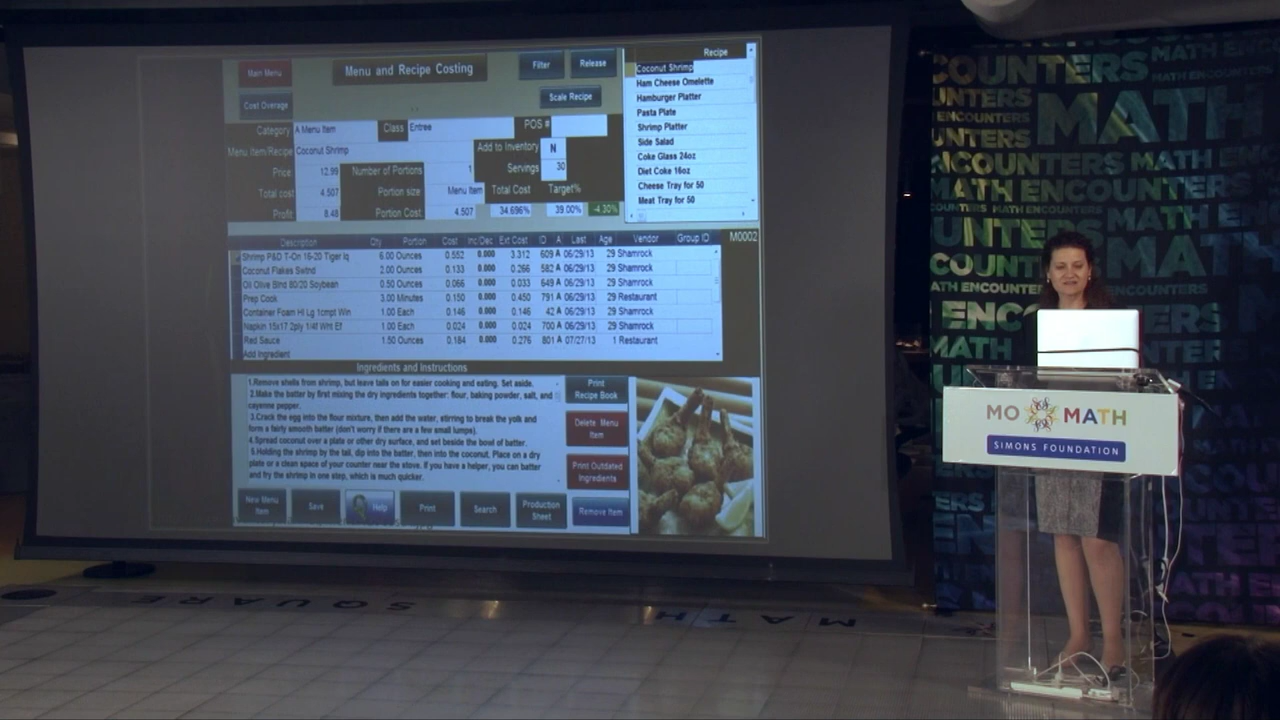 Main Menu
Menu and Recipe Costing
Filter
Release
Cost Overage
Scale Recipe
Category
A Menu Item
Class
Entree
POS #
Menu Item/Recipe
Coconut Shrimp
Add to Inventory
N
Price
12.99
Number of Portions
1
Servings
30
Total cost
4.507
Portion size
Menu Item
Total Cost
Target%
Profit
8.48
Portion Cost
4.507
34.696%
39.00%
-4.30%
Recipe
Coconut Shrimp
Ham Cheese Omelette
Hamburger Platter
Pasta Plate
Shrimp Platter
Side Salad
Coke Glass 24oz
Diet Coke 16oz
Cheese Tray for 50
Meat Tray for 50
M0002
Description Qty Portion Cost Inc/Dec Ext Cost ID A Last Age Vendor Group ID
Shrimp P&D T-On 16-20 Tiger Iq 6.00 Ounces 0.552 0.000 3.312 609 A 06/29/13 29 Shamrock
Coconut Flakes Swtnd 2.00 Ounces 0.133 0.000 0.266 582 A 06/29/13 29 Shamrock
Oil Olive Blnd 80/20 Soybean 0.50 Ounces 0.066 0.000 0.033 649 A 06/29/13 29 Shamrock
Prep Cook 3.00 Minutes 0.150 0.000 0.450 791 A 06/29/13 29 Restaurant
Container Foam Hl Lg 1cmpt Win 1.00 Each 0.146 0.000 0.146 42 A 06/29/13 29 Shamrock
Napkin 15x17 2ply 1/4f Wht Ef 1.00 Each 0.024 0.000 0.024 700 A 06/29/13 29 Shamrock
Red Sauce 1.50 Ounces 0.184 0.000 0.276 801 A 07/27/13 1 Restaurant
Add Ingredient
Ingredients and Instructions
1.Remove shells from shrimp, but leave tails on for easier cooking and eating. Set aside.
2.Make the batter by first mixing the dry ingredients together: flour, baking powder, salt, and
cayenne pepper.
3.Crack the egg into the flour mixture, then add the water, stirring to break the yolk and
form a fairly smooth batter (don't worry if there are a few small lumps).
4.Spread coconut over a plate or other dry surface, and set beside the bowl of batter.
5.Holding the shrimp by the tail, dip into the batter, then into the coconut. Place on a dry
plate or a clean space of your counter near the stove. If you have a helper, you can batter
and fry the shrimp in one step, which is much quicker.
Print
Recipe Book
Delete Menu
Item
Print Outdated
Ingredients
New Menu
Item
Save
Help
Print
Search
Production
Sheet
Remove Item
COUNTERS MATH ENCOUNTERS
MATH
ENCOUNTERS MATH
MATH ENCOUNTERS
MO MATH
SIMONS FOUNDATION
MATH SQUARE